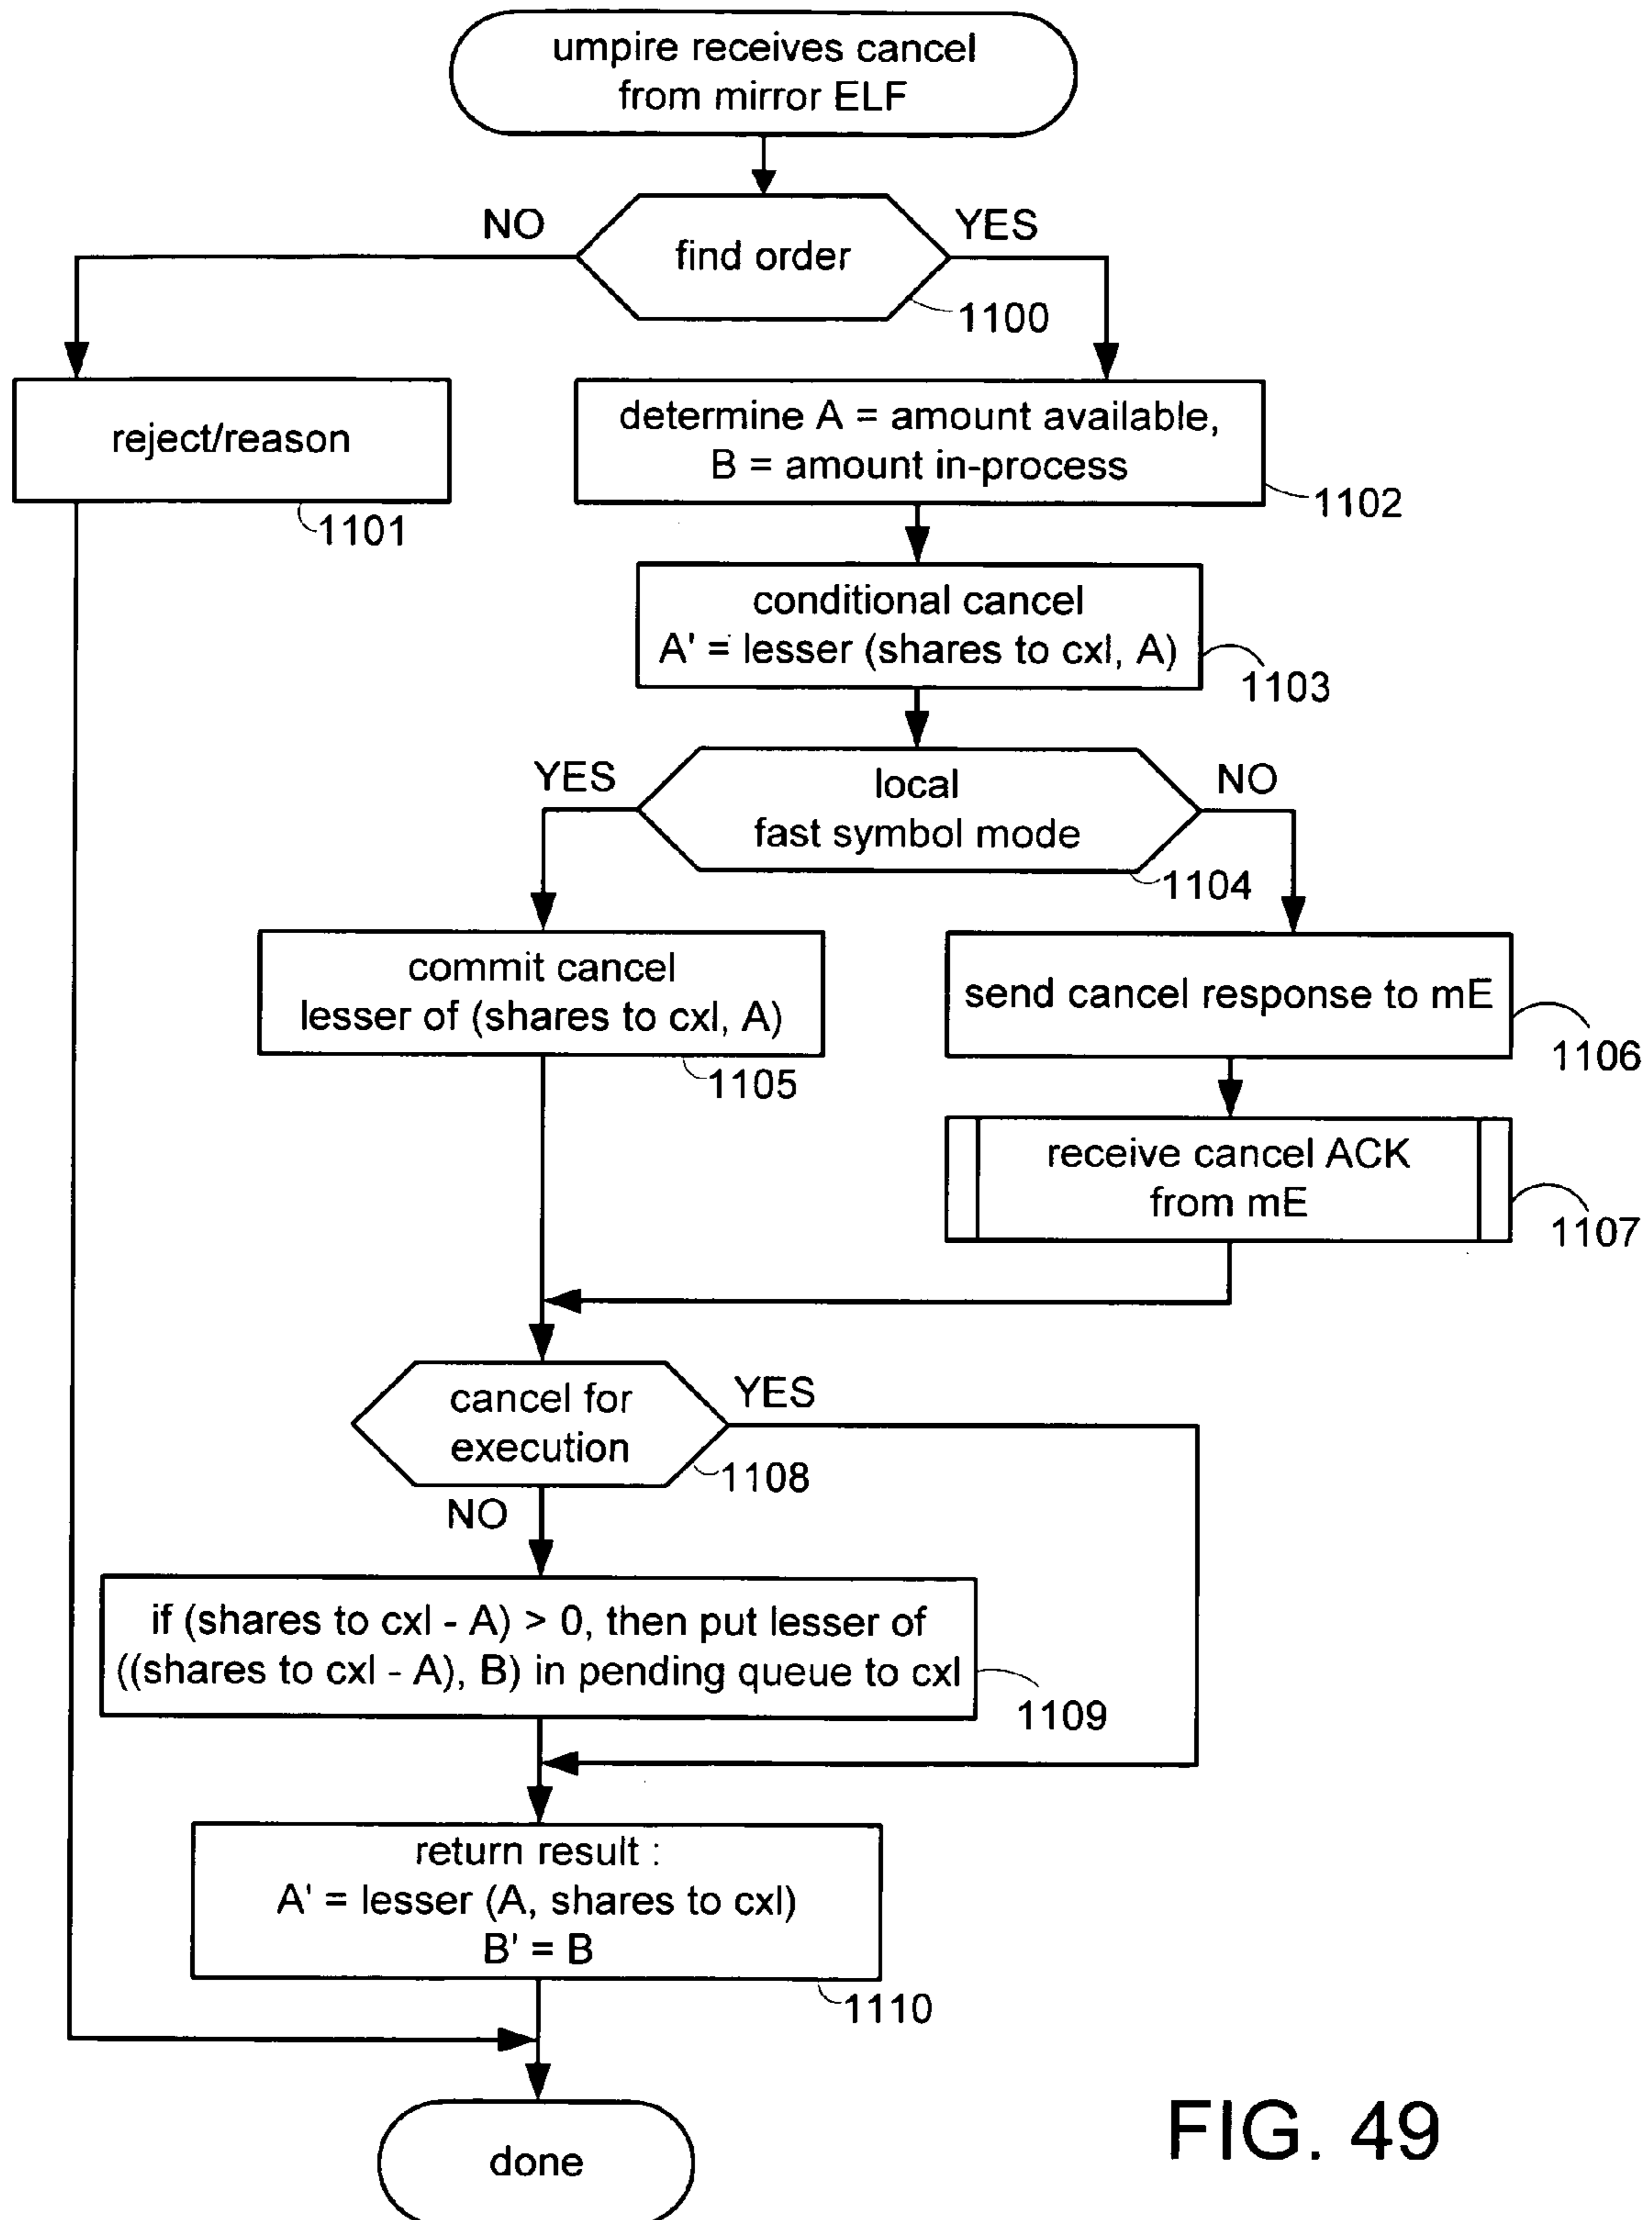 umpire receives cancel
from mirror ELF
NO
YES
find order
1100
reject/reason
1101
determine A = amount available,
B = amount in-process
1102
conditional cancel
A' = lesser (shares to cxl, A)
1103
YES
NO
local
fast symbol mode
1104
commit cancel
lesser of (shares to cxl, A)
1105
send cancel response to mE
1106
receive cancel ACK
from mE
1107
cancel for
execution
YES
1108
NO
if (shares to cxl - A) > 0, then put lesser of
((shares to cxl - A), B) in pending queue to cxl
1109
return result :
A' = lesser (A, shares to cxl)
B' = B
1110
done
FIG. 49